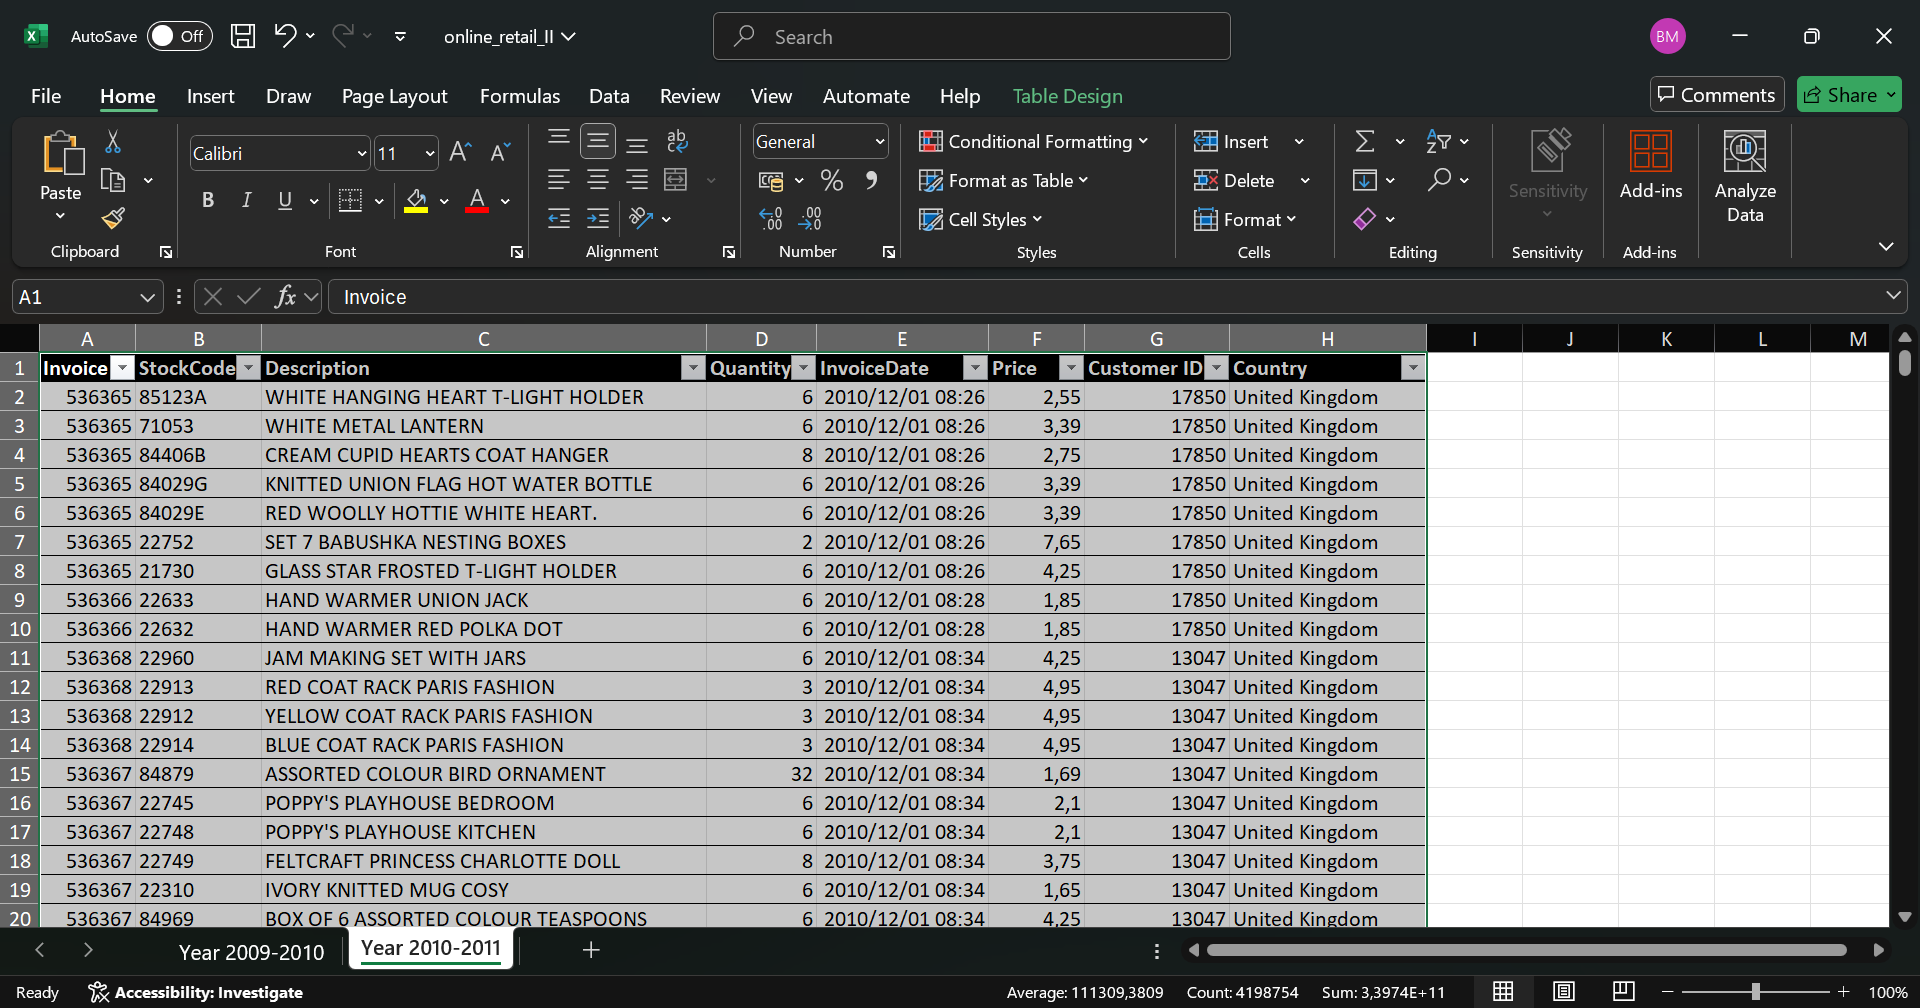 AutoSave Off online_retail_II Search BM
File Home Insert Draw Page Layout Formulas Data Review View Automate Help Table Design Comments Share
Paste Calibri 11 General Conditional Formatting Format as Table Cell Styles Insert Delete Format Sensitivity Add-ins Analyze Data
Clipboard Font Alignment Number Styles Cells Editing Sensitivity Add-ins
A1 fx Invoice
A B C D E F G H I J K L M
1 Invoice StockCode Description Quantity InvoiceDate Price Customer ID Country
2 536365 85123A WHITE HANGING HEART T-LIGHT HOLDER 6 2010/12/01 08:26 2,55 17850 United Kingdom
3 536365 71053 WHITE METAL LANTERN 6 2010/12/01 08:26 3,39 17850 United Kingdom
4 536365 84406B CREAM CUPID HEARTS COAT HANGER 8 2010/12/01 08:26 2,75 17850 United Kingdom
5 536365 84029G KNITTED UNION FLAG HOT WATER BOTTLE 6 2010/12/01 08:26 3,39 17850 United Kingdom
6 536365 84029E RED WOOLLY HOTTIE WHITE HEART. 6 2010/12/01 08:26 3,39 17850 United Kingdom
7 536365 22752 SET 7 BABUSHKA NESTING BOXES 2 2010/12/01 08:26 7,65 17850 United Kingdom
8 536365 21730 GLASS STAR FROSTED T-LIGHT HOLDER 6 2010/12/01 08:26 4,25 17850 United Kingdom
9 536366 22633 HAND WARMER UNION JACK 6 2010/12/01 08:28 1,85 17850 United Kingdom
10 536366 22632 HAND WARMER RED POLKA DOT 6 2010/12/01 08:28 1,85 17850 United Kingdom
11 536368 22960 JAM MAKING SET WITH JARS 6 2010/12/01 08:34 4,25 13047 United Kingdom
12 536368 22913 RED COAT RACK PARIS FASHION 3 2010/12/01 08:34 4,95 13047 United Kingdom
13 536368 22912 YELLOW COAT RACK PARIS FASHION 3 2010/12/01 08:34 4,95 13047 United Kingdom
14 536368 22914 BLUE COAT RACK PARIS FASHION 3 2010/12/01 08:34 4,95 13047 United Kingdom
15 536367 84879 ASSORTED COLOUR BIRD ORNAMENT 32 2010/12/01 08:34 1,69 13047 United Kingdom
16 536367 22745 POPPY'S PLAYHOUSE BEDROOM 6 2010/12/01 08:34 2,1 13047 United Kingdom
17 536367 22748 POPPY'S PLAYHOUSE KITCHEN 6 2010/12/01 08:34 2,1 13047 United Kingdom
18 536367 22749 FELTCRAFT PRINCESS CHARLOTTE DOLL 8 2010/12/01 08:34 3,75 13047 United Kingdom
19 536367 22310 IVORY KNITTED MUG COSY 6 2010/12/01 08:34 1,65 13047 United Kingdom
20 536367 84969 BOX OF 6 ASSORTED COLOUR TEASPOONS 6 2010/12/01 08:34 4,25 13047 United Kingdom
Year 2009-2010 Year 2010-2011
Ready Accessibility: Investigate Average: 111309,3809 Count: 4198754 Sum: 3,3974E+11 100%